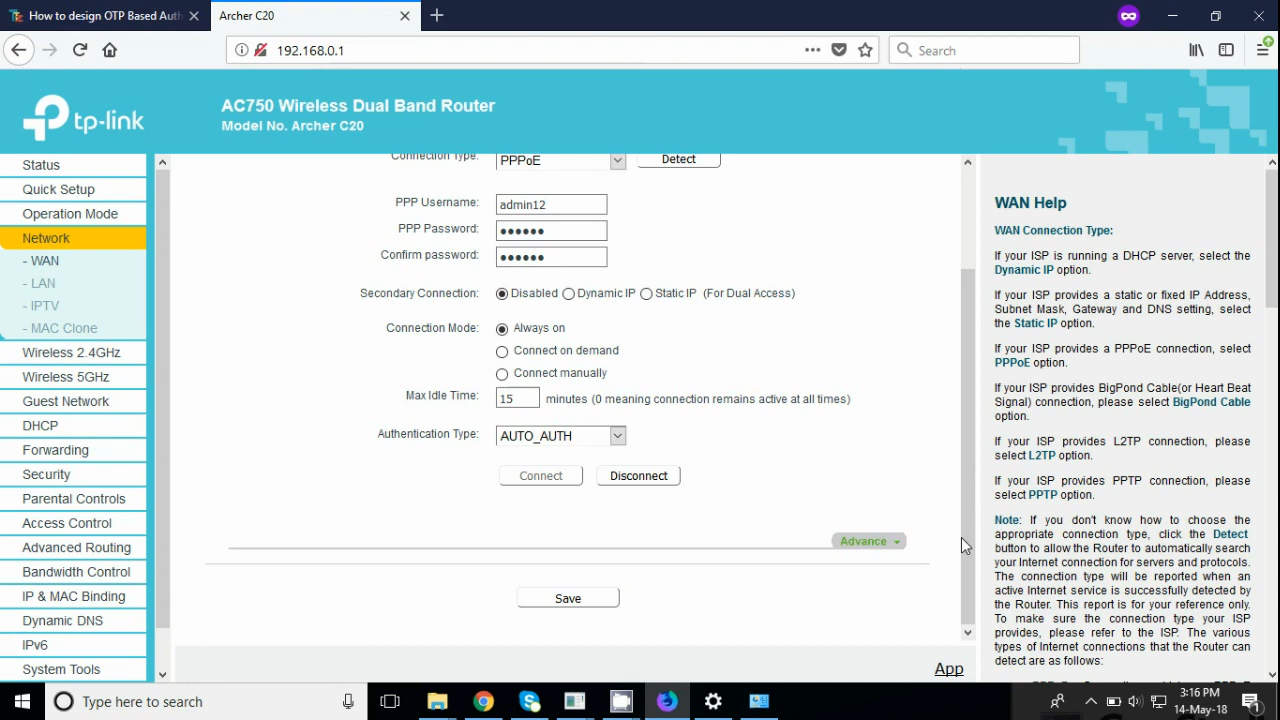 How to design OTP Based Auth
Archer C20
192.168.0.1
Search
tp-link
AC750 Wireless Dual Band Router
Model No. Archer C20
Status
Quick Setup
Operation Mode
Network
- WAN
- LAN
- IPTV
- MAC Clone
Wireless 2.4GHz
Wireless 5GHz
Guest Network
DHCP
Forwarding
Security
Parental Controls
Access Control
Advanced Routing
Bandwidth Control
IP & MAC Binding
Dynamic DNS
IPv6
System Tools
Connection Type: PPPoE Detect
PPP Username: admin12
PPP Password: ●●●●●●
Confirm password: ●●●●●●
Secondary Connection: Disabled Dynamic IP Static IP (For Dual Access)
Connection Mode: Always on
Connect on demand
Connect manually
Max Idle Time: 15 minutes (0 meaning connection remains active at all times)
Authentication Type: AUTO_AUTH
Connect Disconnect
Advance
Save
App
WAN Help
WAN Connection Type:
If your ISP is running a DHCP server, select the
Dynamic IP option.
If your ISP provides a static or fixed IP Address,
Subnet Mask, Gateway and DNS setting, select
the Static IP option.
If your ISP provides a PPPoE connection, select
PPPoE option.
If your ISP provides BigPond Cable(or Heart Beat
Signal) connection, please select BigPond Cable
option.
If your ISP provides L2TP connection, please
select L2TP option.
If your ISP provides PPTP connection, please
select PPTP option.
Note: If you don't know how to choose the
appropriate connection type, click the Detect
button to allow the Router to automatically search
your Internet connection for servers and protocols.
The connection type will be reported when an
active Internet service is successfully detected by
the Router. This report is for your reference only.
To make sure the connection type your ISP
provides, please refer to the ISP. The various
types of Internet connections that the Router can
detect are as follows:
Type here to search
3:16 PM
14-May-18
1